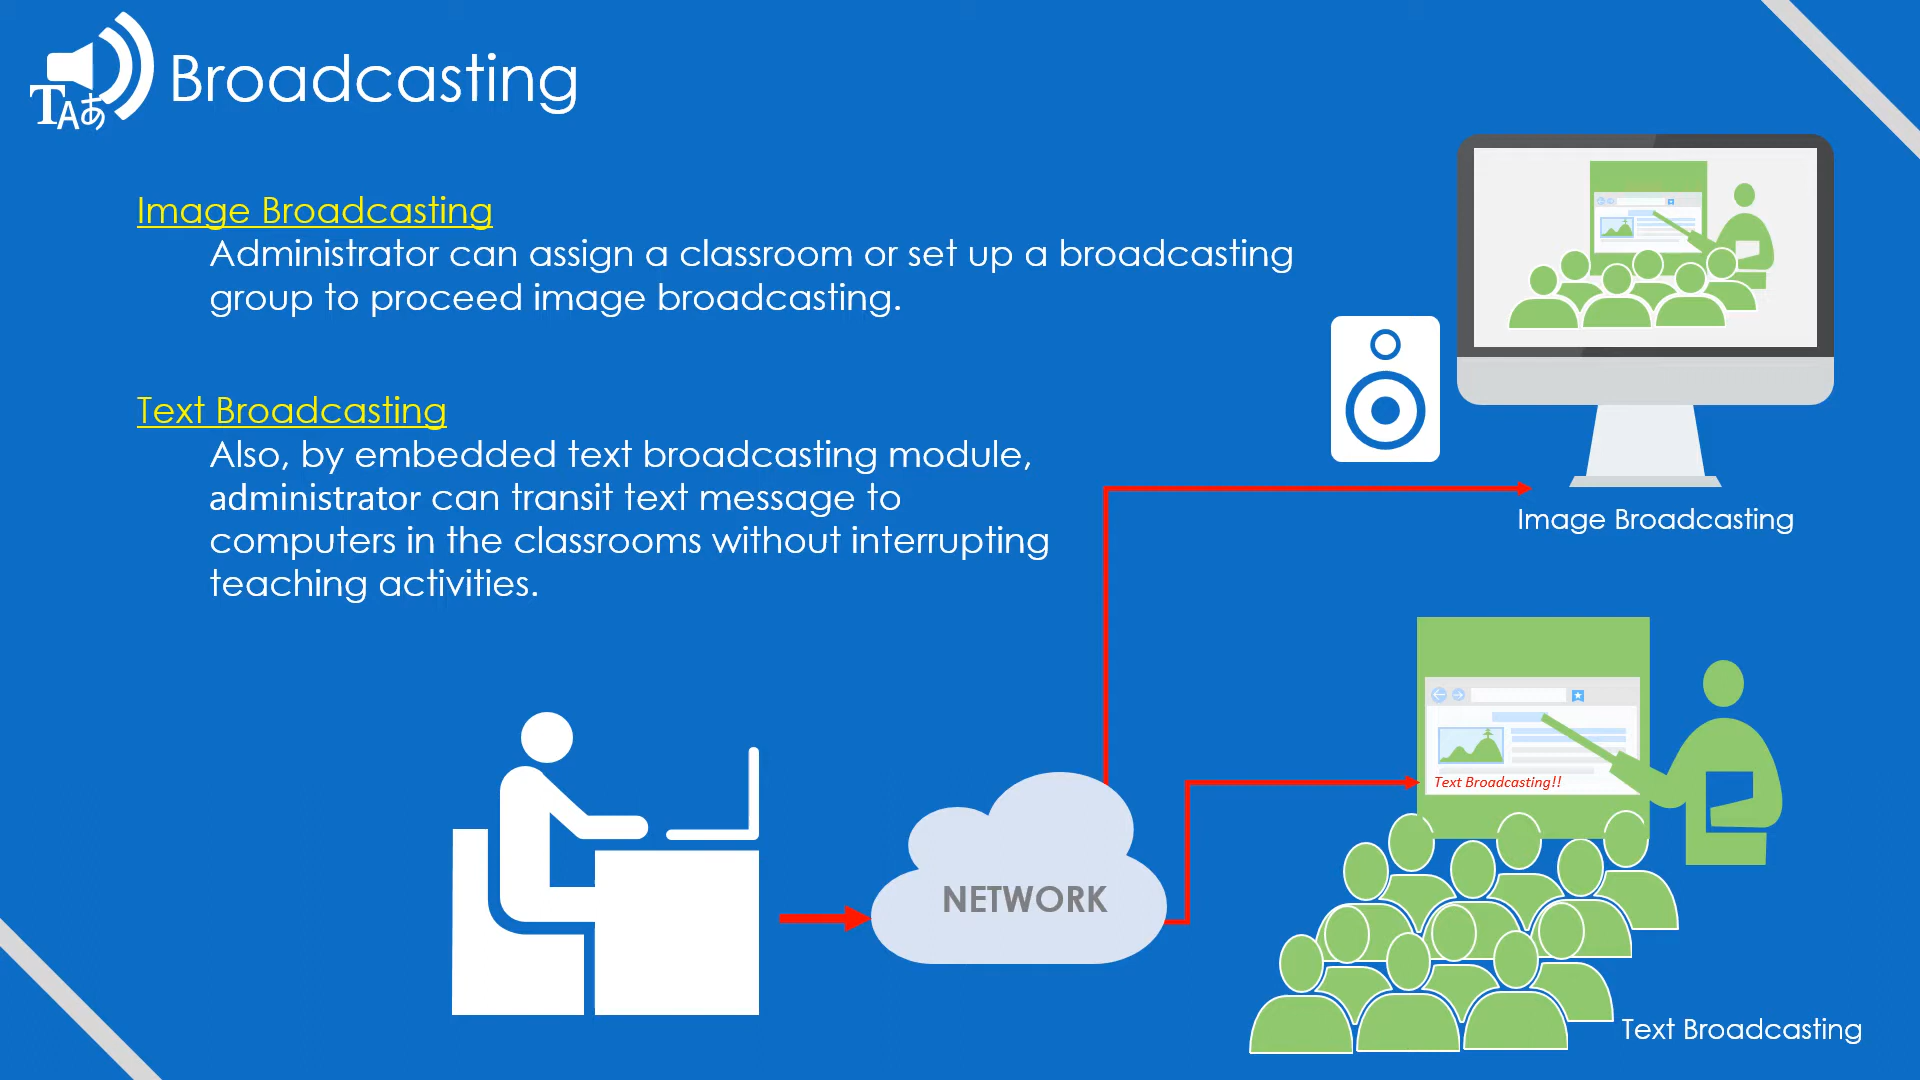 TAあ
Broadcasting
Image Broadcasting
Administrator can assign a classroom or set up a broadcasting
group to proceed image broadcasting.
Text Broadcasting
Also, by embedded text broadcasting module,
administrator can transit text message to
computers in the classrooms without interrupting
teaching activities.
Image Broadcasting
Text Broadcasting!!
NETWORK
Text Broadcasting